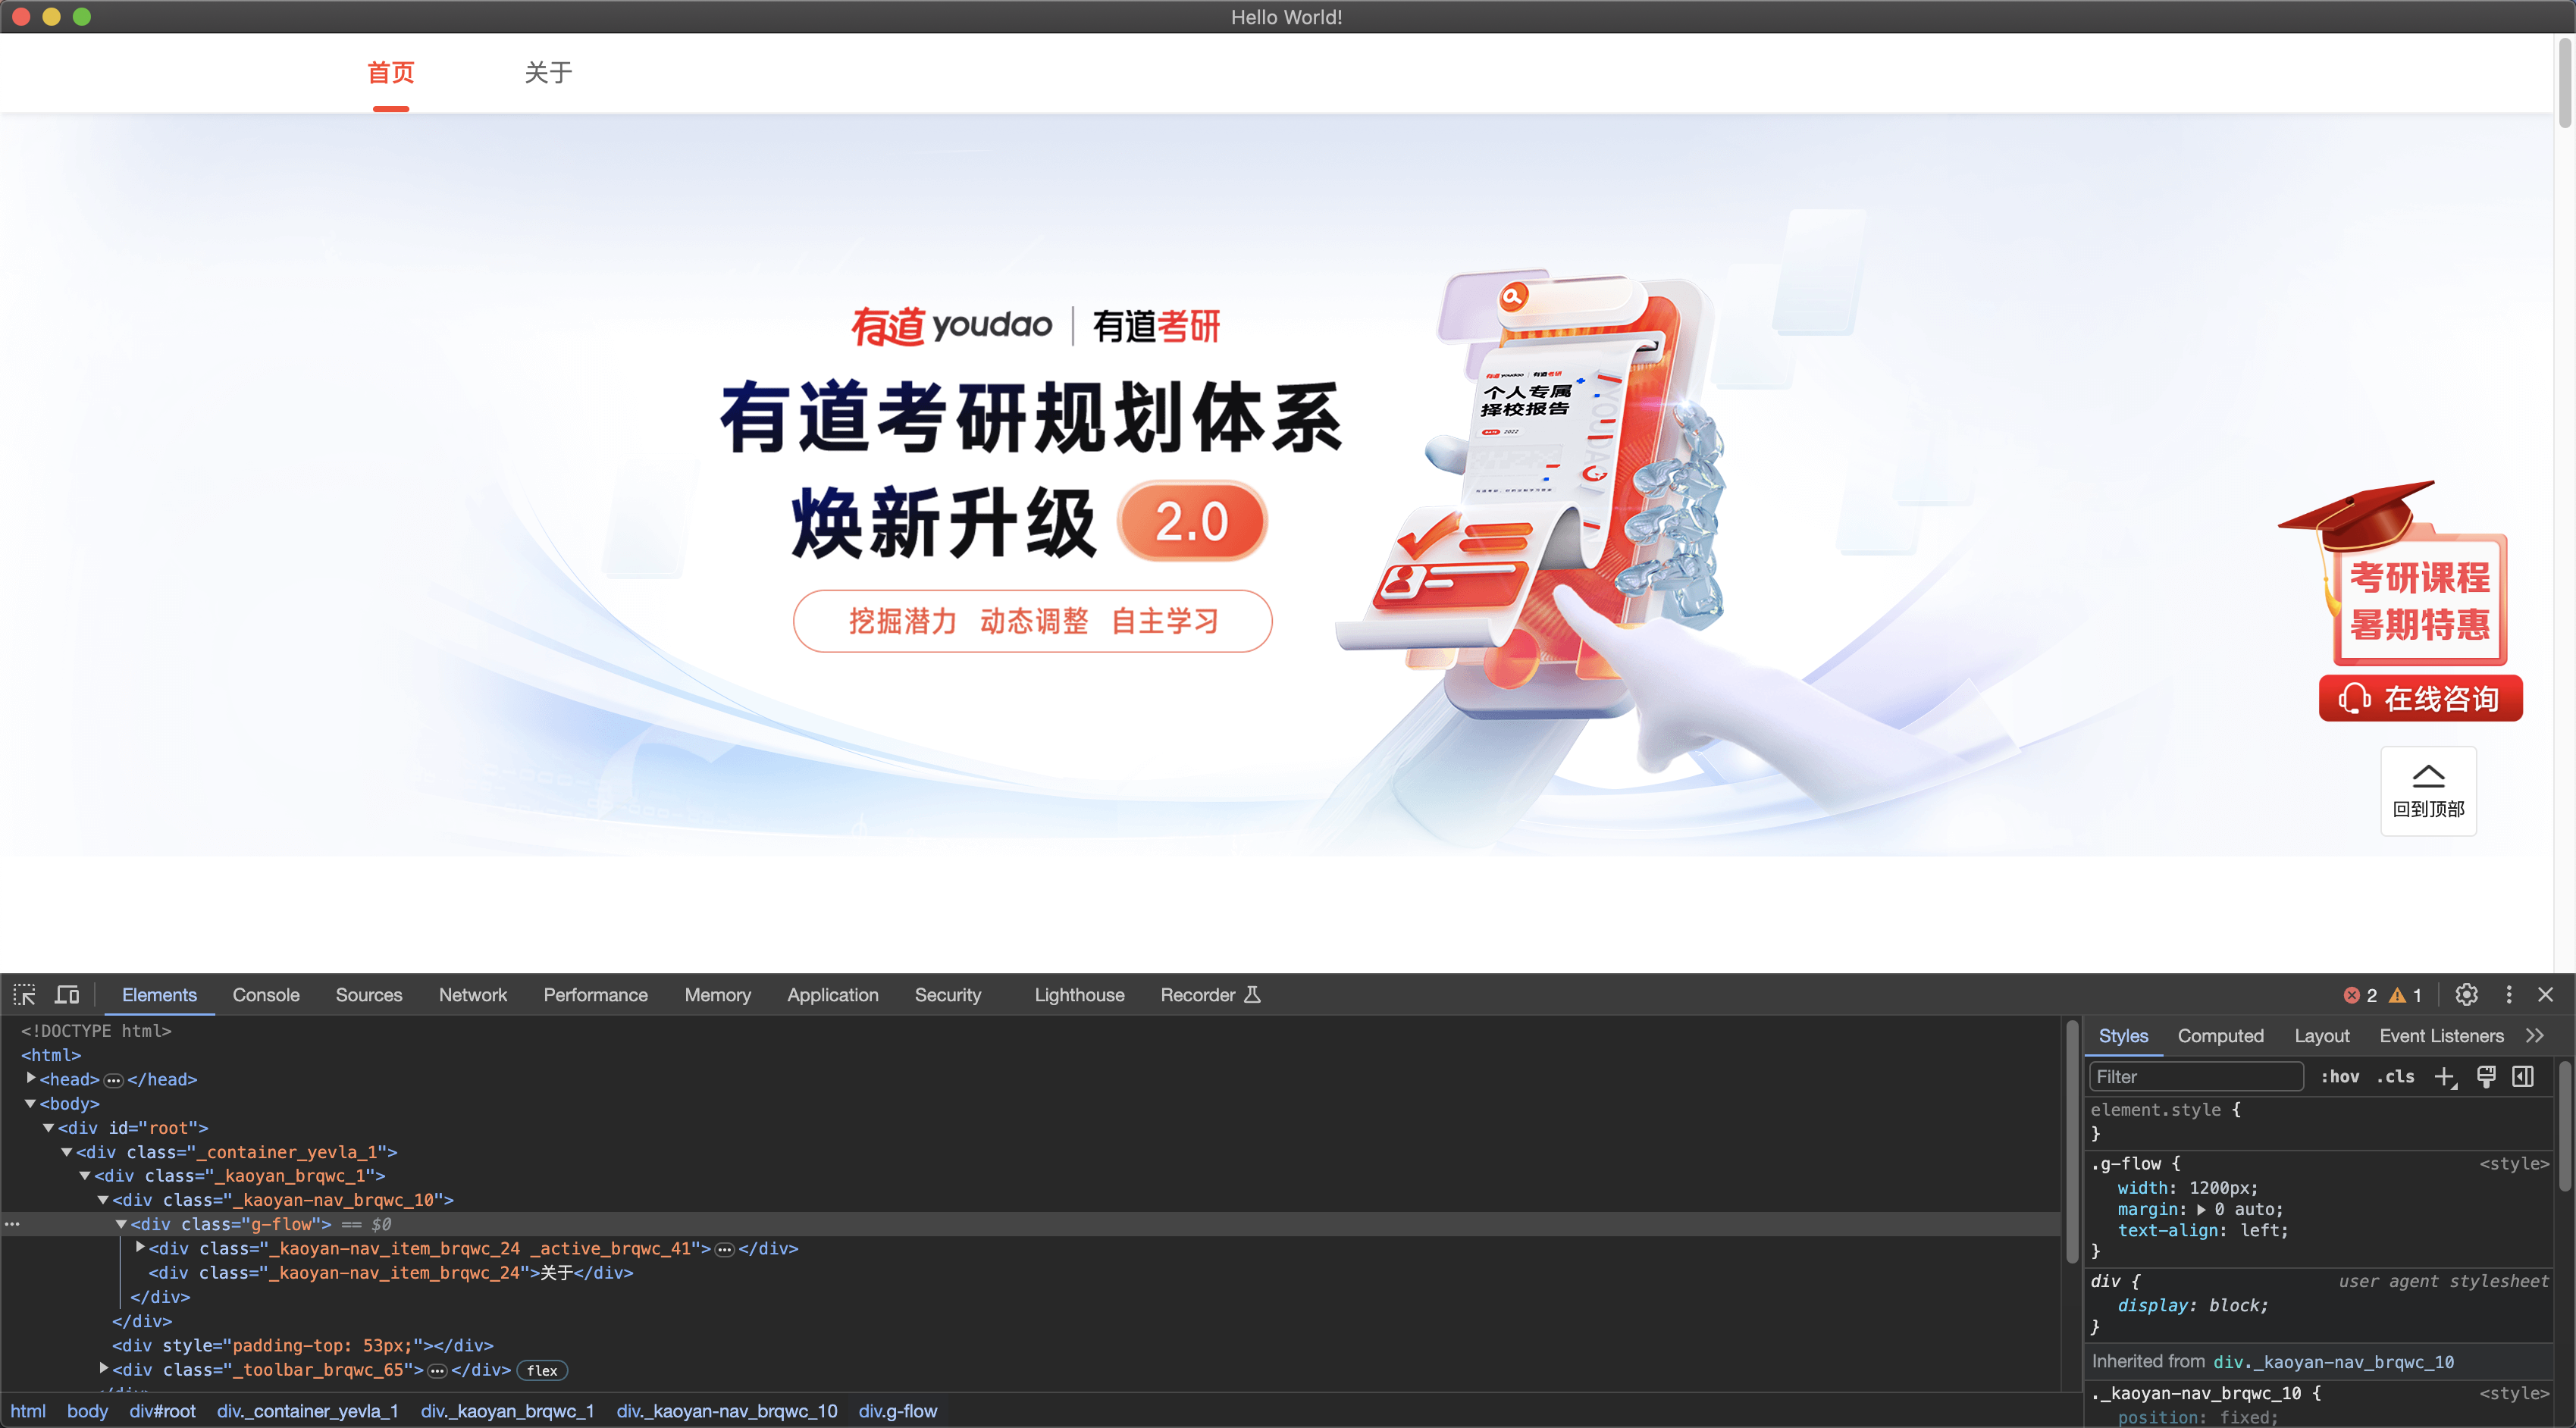 Hello World!
首页
关于
有道 youdao | 有道考研
有道考研规划体系
焕新升级 2.0
挖掘潜力 动态调整 自主学习
有道 youdao | 有道考研
个人专属
择校报告
2022
YOUDAO
考研课程
暑期特惠
在线咨询
回到顶部
Elements Console Sources Network Performance Memory Application Security Lighthouse Recorder 2 1
<!DOCTYPE html>
<html>
<head> … </head>
<body>
<div id="root">
<div class="_container_yevla_1">
<div class="_kaoyan_brqwc_1">
<div class="_kaoyan-nav_brqwc_10">
… <div class="g-flow"> == $0
<div class="_kaoyan-nav_item_brqwc_24 _active_brqwc_41"> … </div>
<div class="_kaoyan-nav_item_brqwc_24">关于</div>
</div>
</div>
<div style="padding-top: 53px;"></div>
<div class="_toolbar_brqwc_65"> … </div> flex
html body div#root div._container_yevla_1 div._kaoyan_brqwc_1 div._kaoyan-nav_brqwc_10 div.g-flow
Styles Computed Layout Event Listeners
Filter :hov .cls
element.style {
}
.g-flow { <style>
width: 1200px;
margin: 0 auto;
text-align: left;
}
div { user agent stylesheet
display: block;
}
Inherited from div._kaoyan-nav_brqwc_10
._kaoyan-nav_brqwc_10 { <style>
position: fixed;